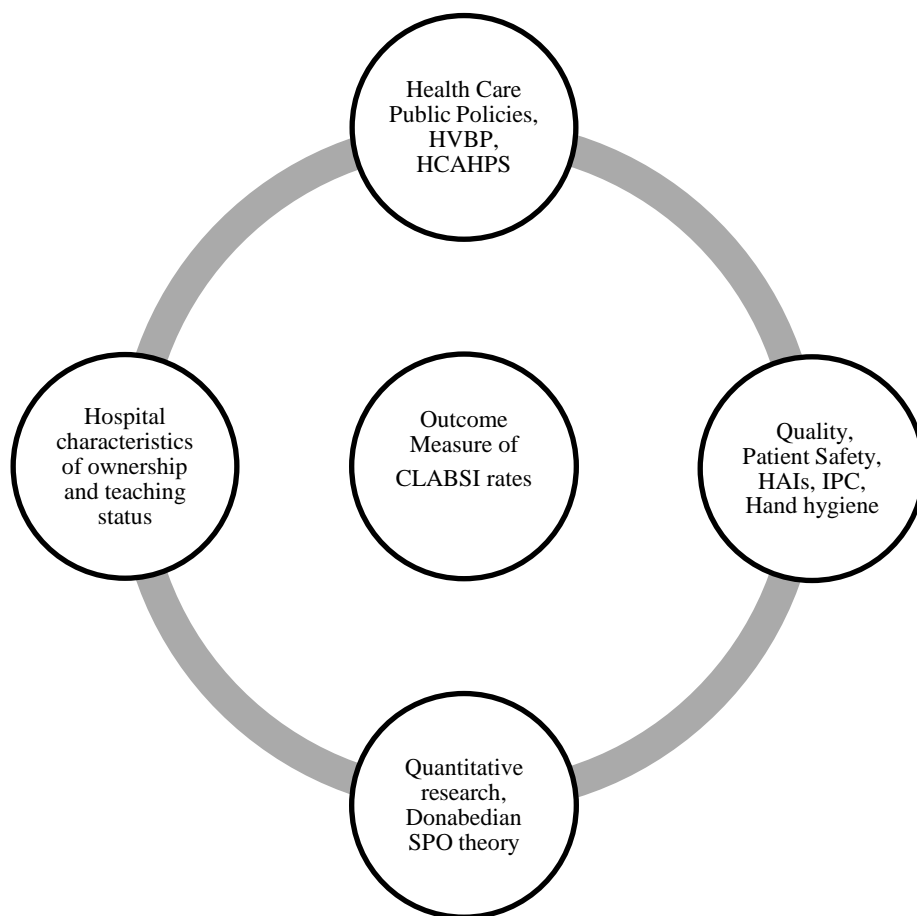 Health Care
Public Policies,
HVBP,
HCAHPS
Hospital
characteristics
of ownership
and teaching
status
Outcome
Measure of
CLABSI rates
Quality,
Patient Safety,
HAIs, IPC,
Hand hygiene
Quantitative
research,
Donabedian
SPO theory